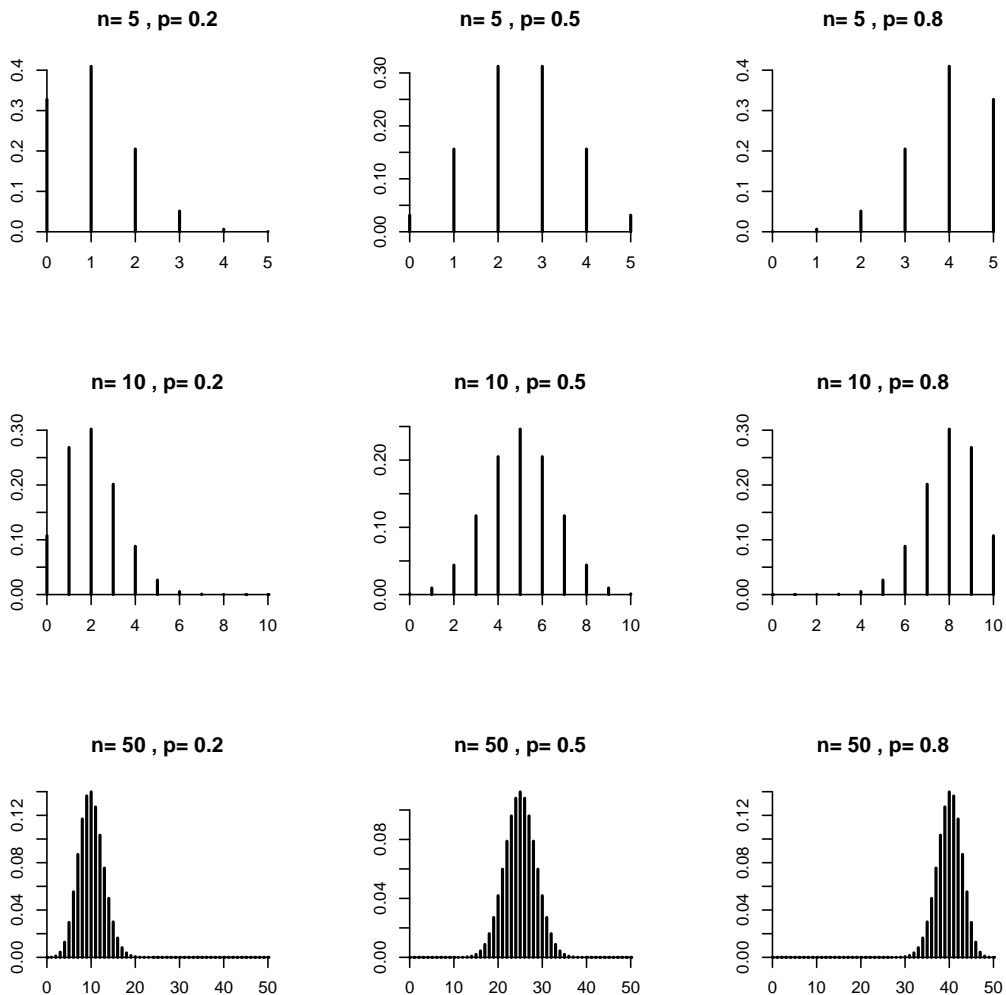 n= 5 , p= 0.2
0.0 0.1 0.2 0.3 0.4
0 1 2 3 4 5
n= 5 , p= 0.5
0.00 0.10 0.20 0.30
0 1 2 3 4 5
n= 5 , p= 0.8
0.0 0.1 0.2 0.3 0.4
0 1 2 3 4 5
n= 10 , p= 0.2
0.00 0.10 0.20 0.30
0 2 4 6 8 10
n= 10 , p= 0.5
0.00 0.10 0.20
0 2 4 6 8 10
n= 10 , p= 0.8
0.00 0.10 0.20 0.30
0 2 4 6 8 10
n= 50 , p= 0.2
0.00 0.04 0.08 0.12
0 10 20 30 40 50
n= 50 , p= 0.5
0.00 0.04 0.08
0 10 20 30 40 50
n= 50 , p= 0.8
0.00 0.04 0.08 0.12
0 10 20 30 40 50